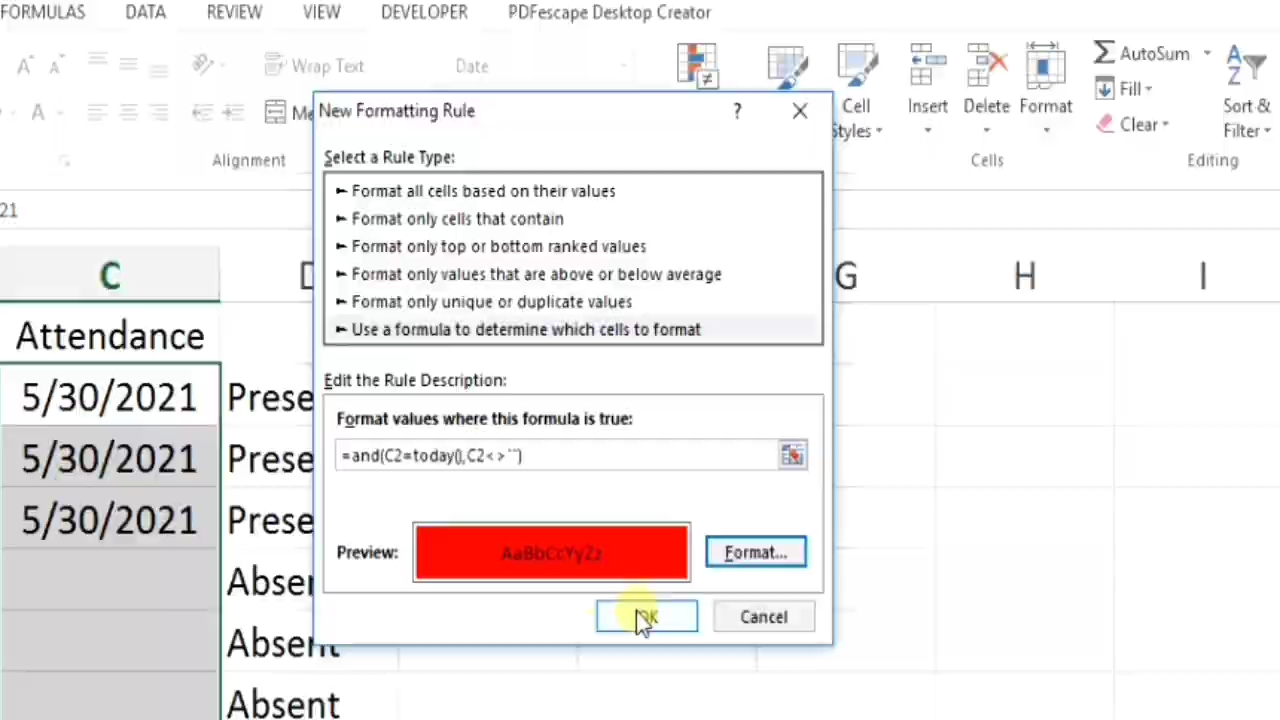 FORMULAS DATA REVIEW VIEW DEVELOPER PDFescape Desktop Creator
A A Wrap Text Date AutoSum
A Cell Insert Delete Format Fill
Styles Clear Sort &
Filter
Alignment Cells Editing
New Formatting Rule ?
21
Select a Rule Type:
► Format all cells based on their values
► Format only cells that contain
► Format only top or bottom ranked values
► Format only values that are above or below average
► Format only unique or duplicate values
► Use a formula to determine which cells to format
C G H I
Attendance
Edit the Rule Description:
5/30/2021
Format values where this formula is true:
5/30/2021
=and(C2=today(),C2<>"")
5/30/2021
Preview: AaBbCcYyZz Format...
OK Cancel
Absent